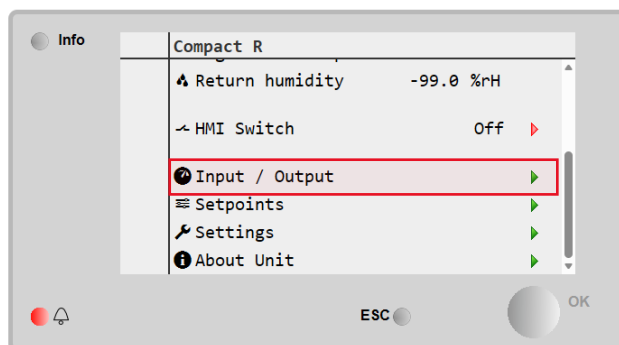 Info
Compact R
Return humidity -99.0 %rH
HMI Switch Off
Input / Output
Setpoints
Settings
About Unit
ESC
OK